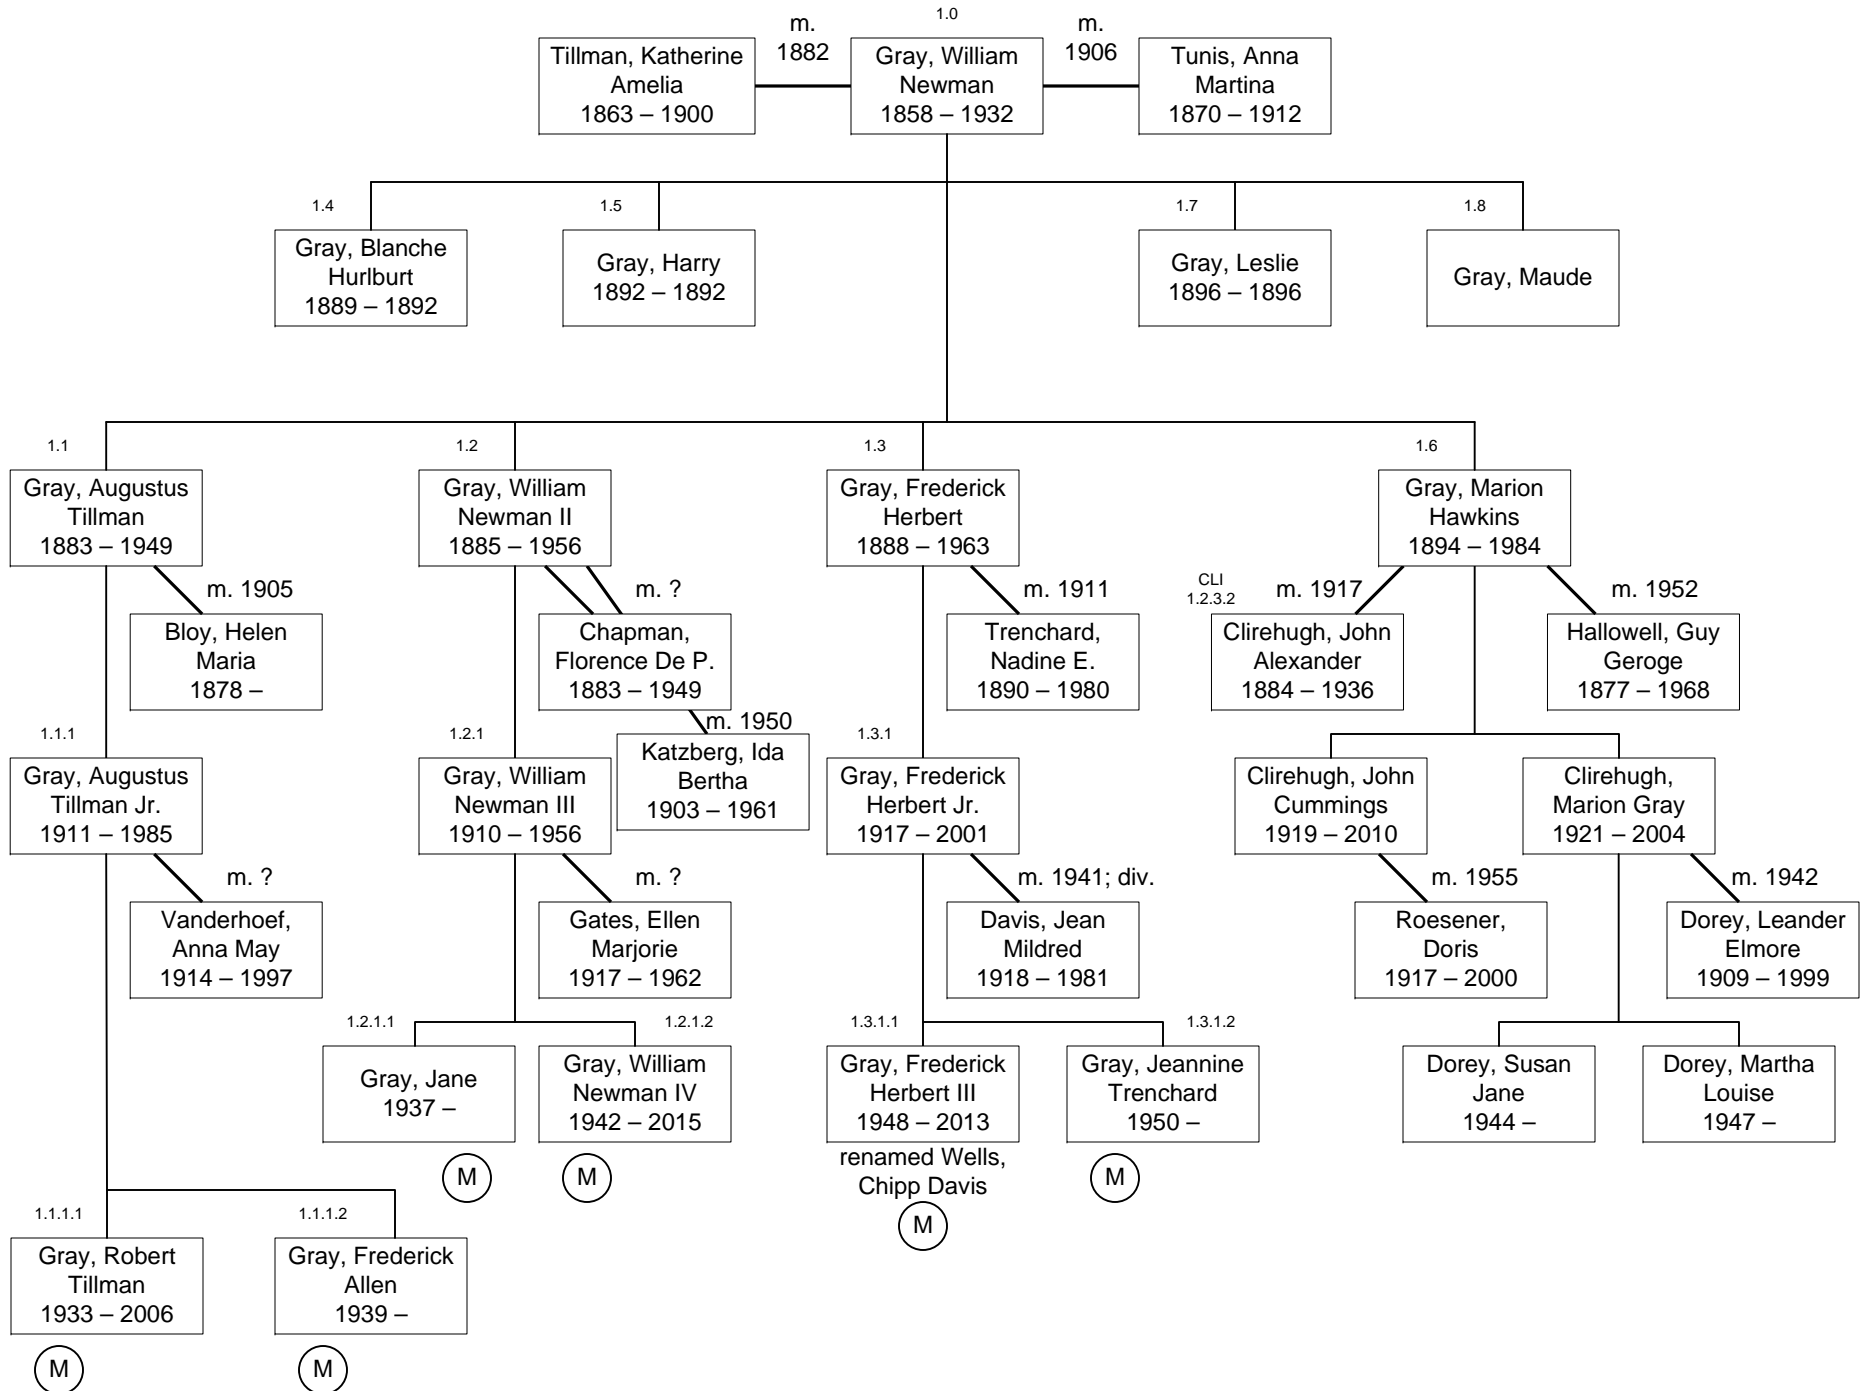 1.0
m.
1882
m.
1906
Tillman, Katherine
Amelia
1863 – 1900
Gray, William
Newman
1858 – 1932
Tunis, Anna
Martina
1870 – 1912
1.4
Gray, Blanche
Hurlburt
1889 – 1892
1.5
Gray, Harry
1892 – 1892
1.7
Gray, Leslie
1896 – 1896
1.8
Gray, Maude
1.1
Gray, Augustus
Tillman
1883 – 1949
1.2
Gray, William
Newman II
1885 – 1956
1.3
Gray, Frederick
Herbert
1888 – 1963
1.6
Gray, Marion
Hawkins
1894 – 1984
m. 1905
Bloy, Helen
Maria
1878 –
m. ?
Chapman,
Florence De P.
1883 – 1949
m. 1950
Katzberg, Ida
Bertha
1903 – 1961
m. 1911
Trenchard,
Nadine E.
1890 – 1980
CLI
1.2.3.2
m. 1917
Clirehugh, John
Alexander
1884 – 1936
m. 1952
Hallowell, Guy
Geroge
1877 – 1968
1.1.1
Gray, Augustus
Tillman Jr.
1911 – 1985
1.2.1
Gray, William
Newman III
1910 – 1956
1.3.1
Gray, Frederick
Herbert Jr.
1917 – 2001
Clirehugh, John
Cummings
1919 – 2010
Clirehugh,
Marion Gray
1921 – 2004
m. ?
Vanderhoef,
Anna May
1914 – 1997
m. ?
Gates, Ellen
Marjorie
1917 – 1962
m. 1941; div.
Davis, Jean
Mildred
1918 – 1981
m. 1955
Roesener,
Doris
1917 – 2000
m. 1942
Dorey, Leander
Elmore
1909 – 1999
1.2.1.1
Gray, Jane
1937 –
M
1.2.1.2
Gray, William
Newman IV
1942 – 2015
M
1.3.1.1
Gray, Frederick
Herbert III
1948 – 2013
renamed Wells,
Chipp Davis
M
1.3.1.2
Gray, Jeannine
Trenchard
1950 –
M
Dorey, Susan
Jane
1944 –
Dorey, Martha
Louise
1947 –
1.1.1.1
Gray, Robert
Tillman
1933 – 2006
M
1.1.1.2
Gray, Frederick
Allen
1939 –
M